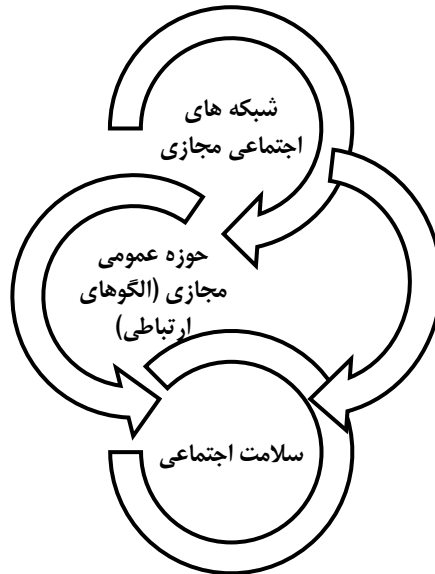 شبکه های
اجتماعی مجازی
حوزه عمومی
مجازی (الگوهای
ارتباطی)
سلامت اجتماعی